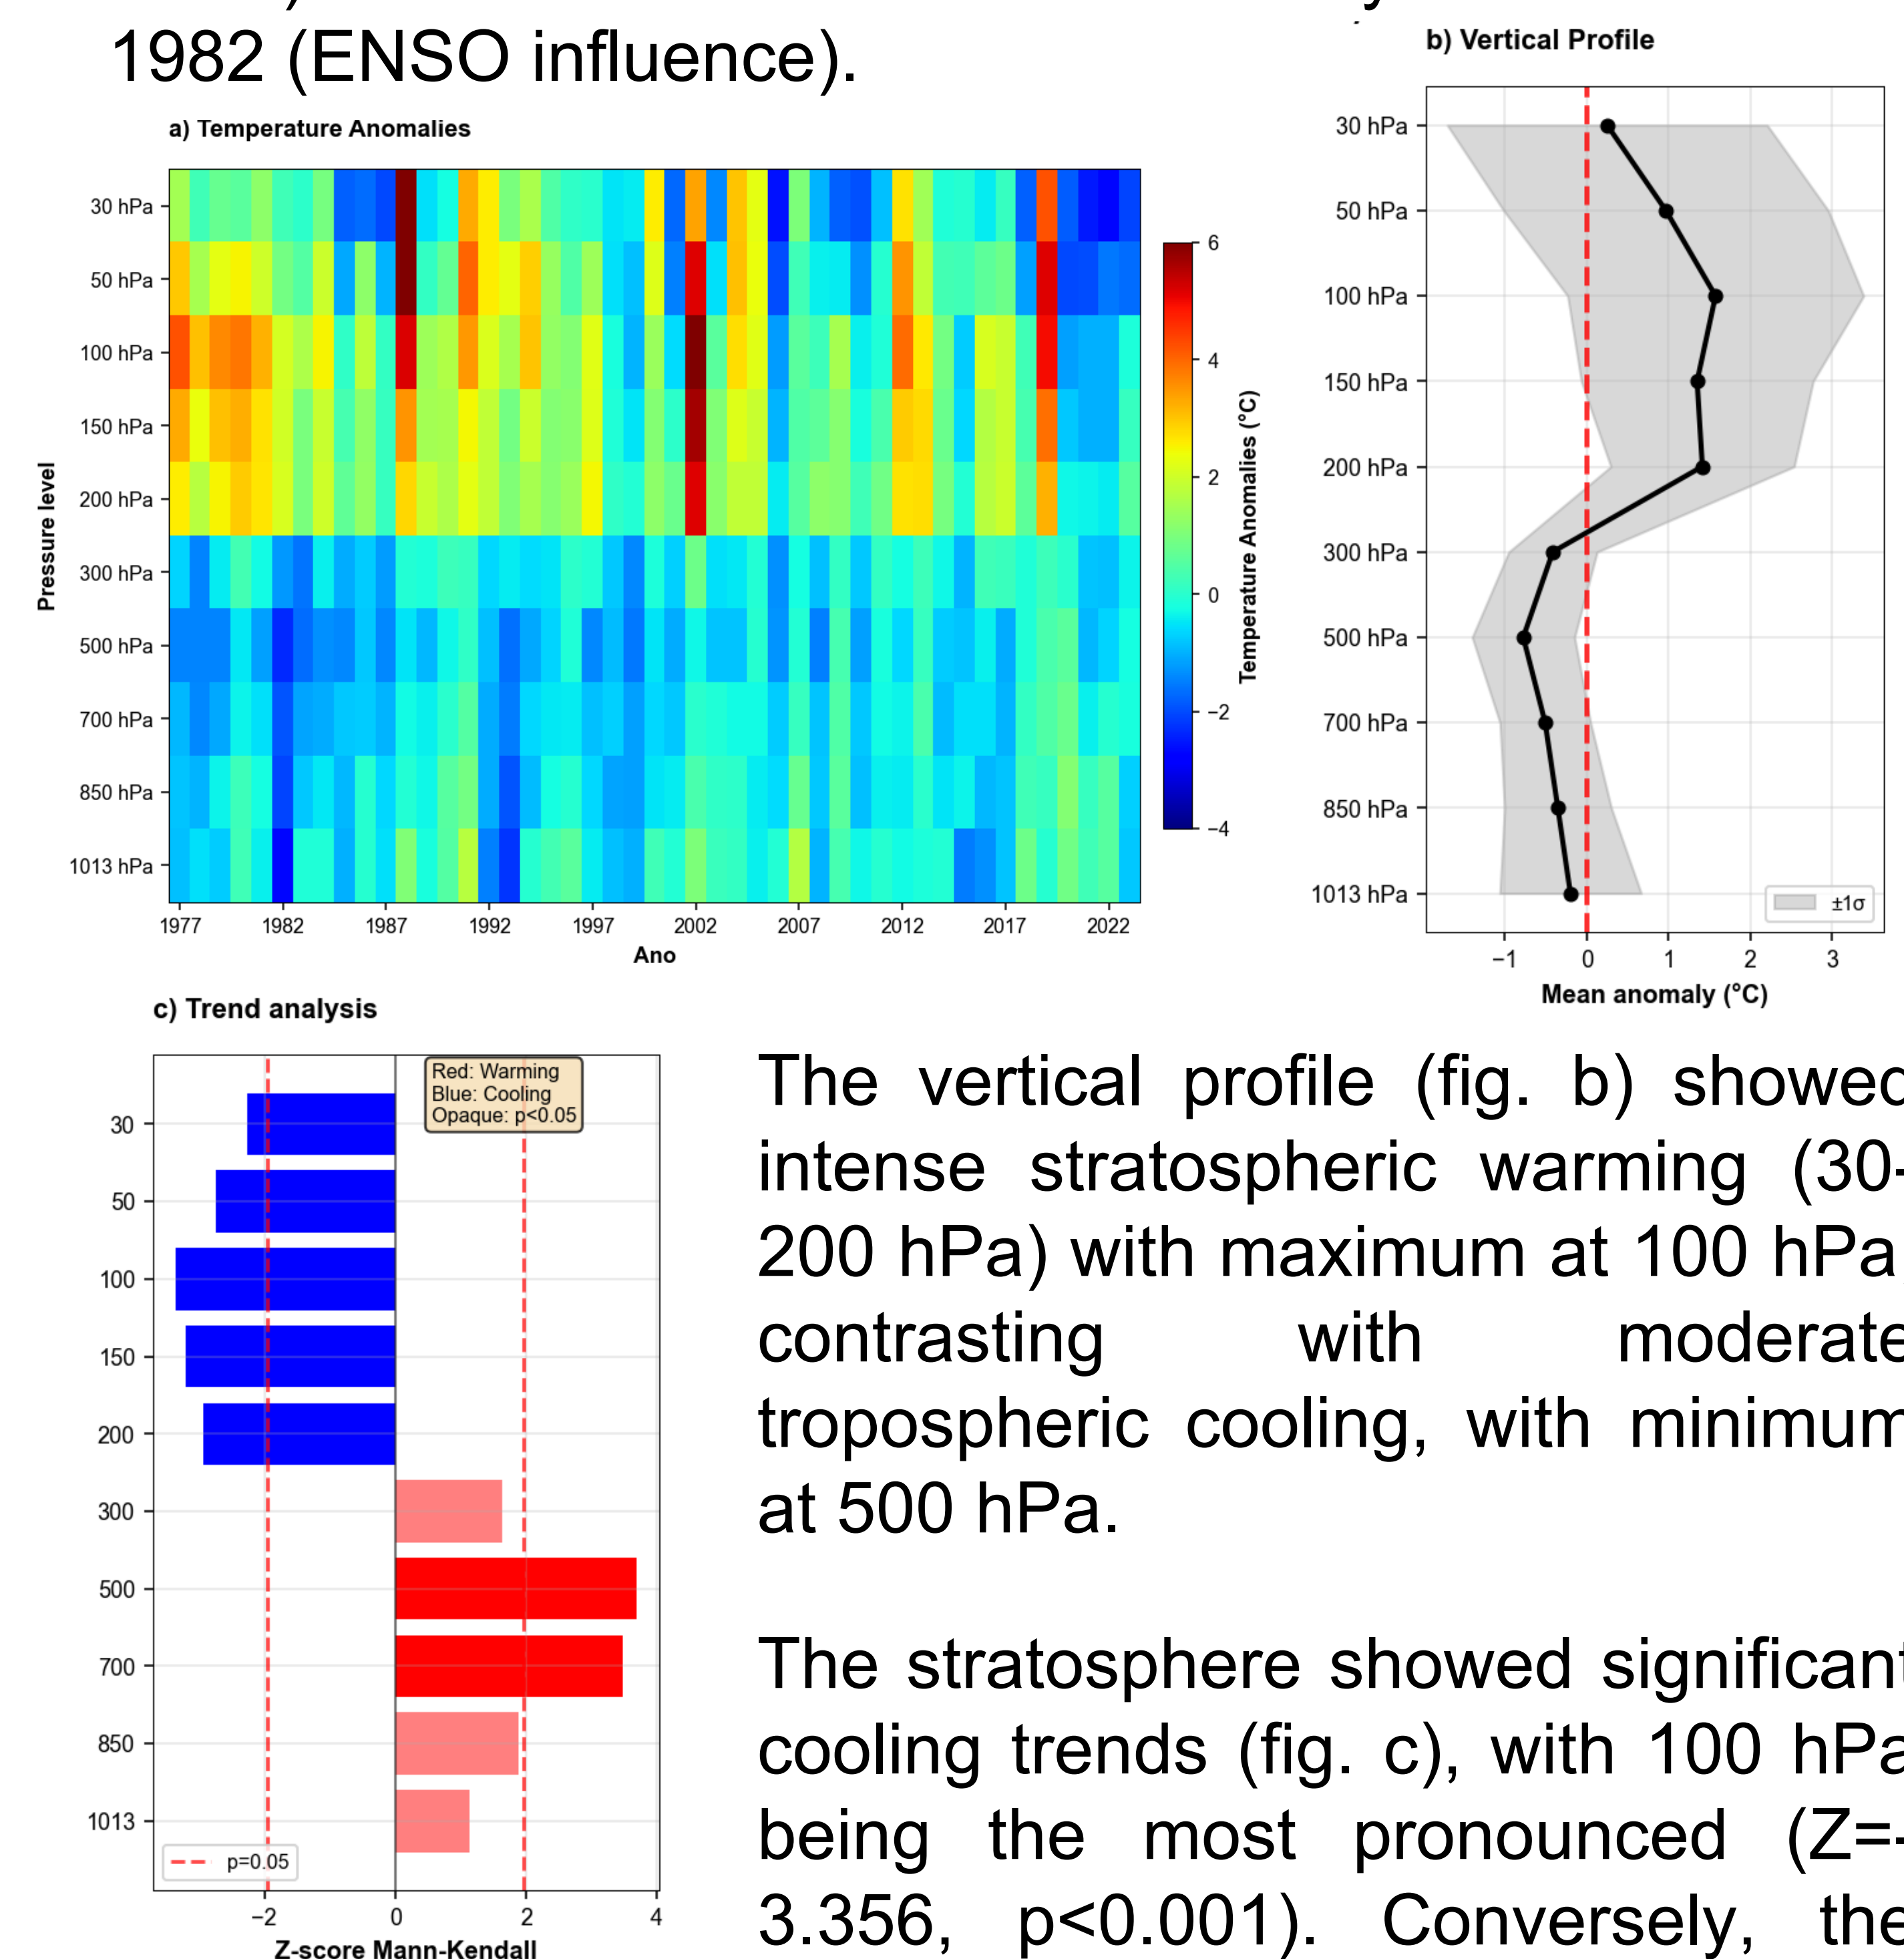 1982 (ENSO influence).
a) Temperature Anomalies
30 hPa
50 hPa
100 hPa
150 hPa
200 hPa
300 hPa
500 hPa
700 hPa
850 hPa
1013 hPa
Pressure level
1977 1982 1987 1992 1997 2002 2007 2012 2017 2022
Ano
6
4
2
0
−2
−4
Temperature Anomalies (°C)
b) Vertical Profile
30 hPa
50 hPa
100 hPa
150 hPa
200 hPa
300 hPa
500 hPa
700 hPa
850 hPa
1013 hPa
±1σ
−1 0 1 2 3
Mean anomaly (°C)
c) Trend analysis
Red: Warming
Blue: Cooling
Opaque: p<0.05
30
50
100
150
200
300
500
700
850
1013
p=0.05
−2 0 2 4
Z-score Mann-Kendall
The vertical profile (fig. b) showed
intense stratospheric warming (30-
200 hPa) with maximum at 100 hPa
contrasting with moderate
tropospheric cooling, with minimum
at 500 hPa.
The stratosphere showed significant
cooling trends (fig. c), with 100 hPa
being the most pronounced (Z=-
3.356, p<0.001). Conversely, the